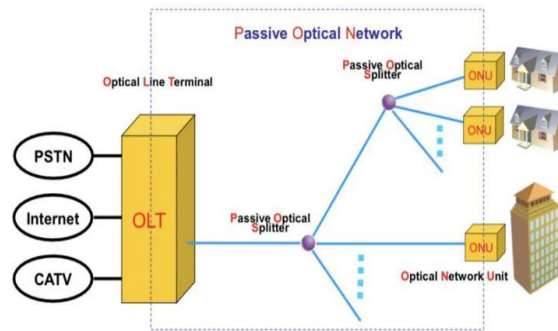 Passive Optical Network
Optical Line Terminal
Passive Optical
Splitter
ONU
ONU
PSTN
Internet
CATV
OLT
Passive Optical
Splitter
ONU
Optical Network Unit